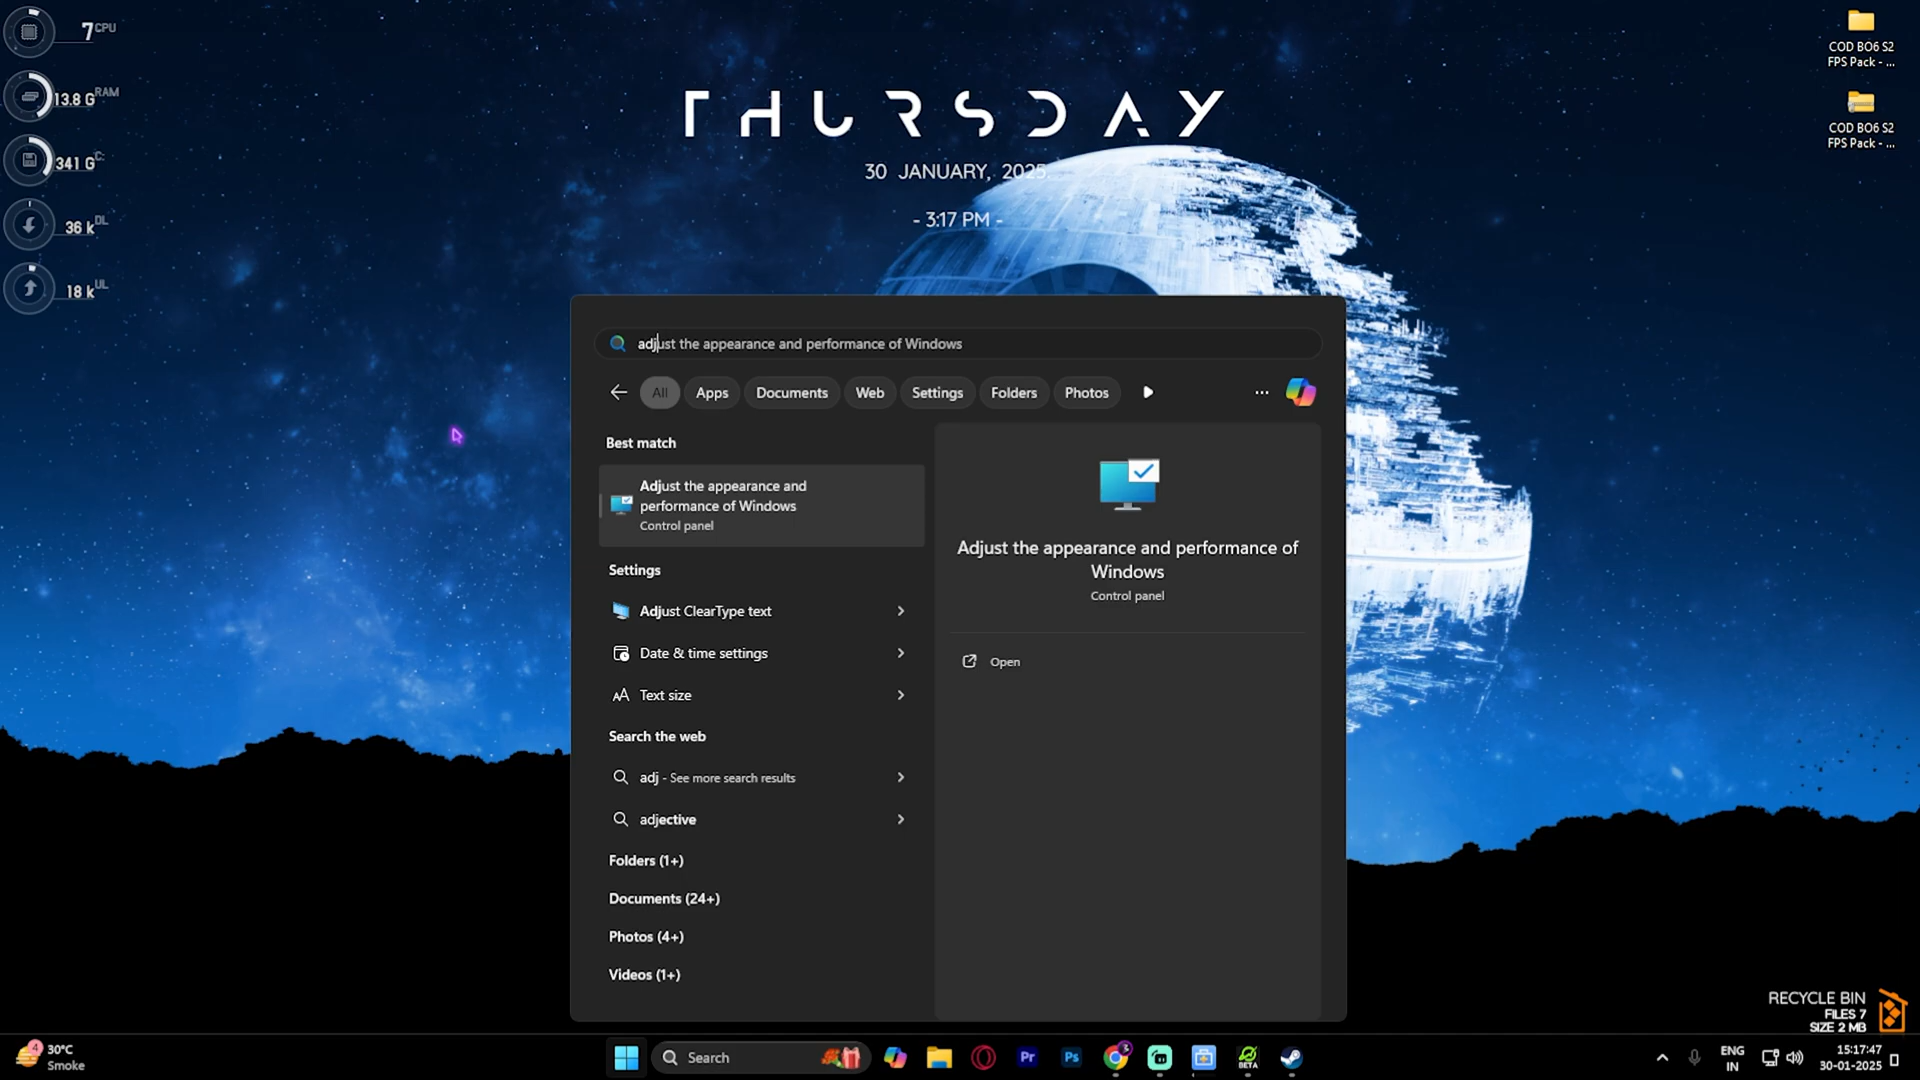 7 CPU
13.8 G RAM
341 G C:
36 k DL
18 k UL
THURSDAY
30 JANUARY, 2025.
- 3:17 PM -
COD BO6 S2
FPS Pack - ...
COD BO6 S2
FPS Pack - ...
adjust the appearance and performance of Windows
All
Apps
Documents
Web
Settings
Folders
Photos
...
Best match
Adjust the appearance and
performance of Windows
Control panel
Settings
Adjust ClearType text
Date & time settings
Text size
Search the web
adj - See more search results
adjective
Folders (1+)
Documents (24+)
Photos (4+)
Videos (1+)
Adjust the appearance and performance of
Windows
Control panel
Open
RECYCLE BIN
FILES 7
SIZE 2 MB
4
30°C
Smoke
Search
Pr
Ps
3
BETA
ENG
IN
15:17:47
30-01-2025